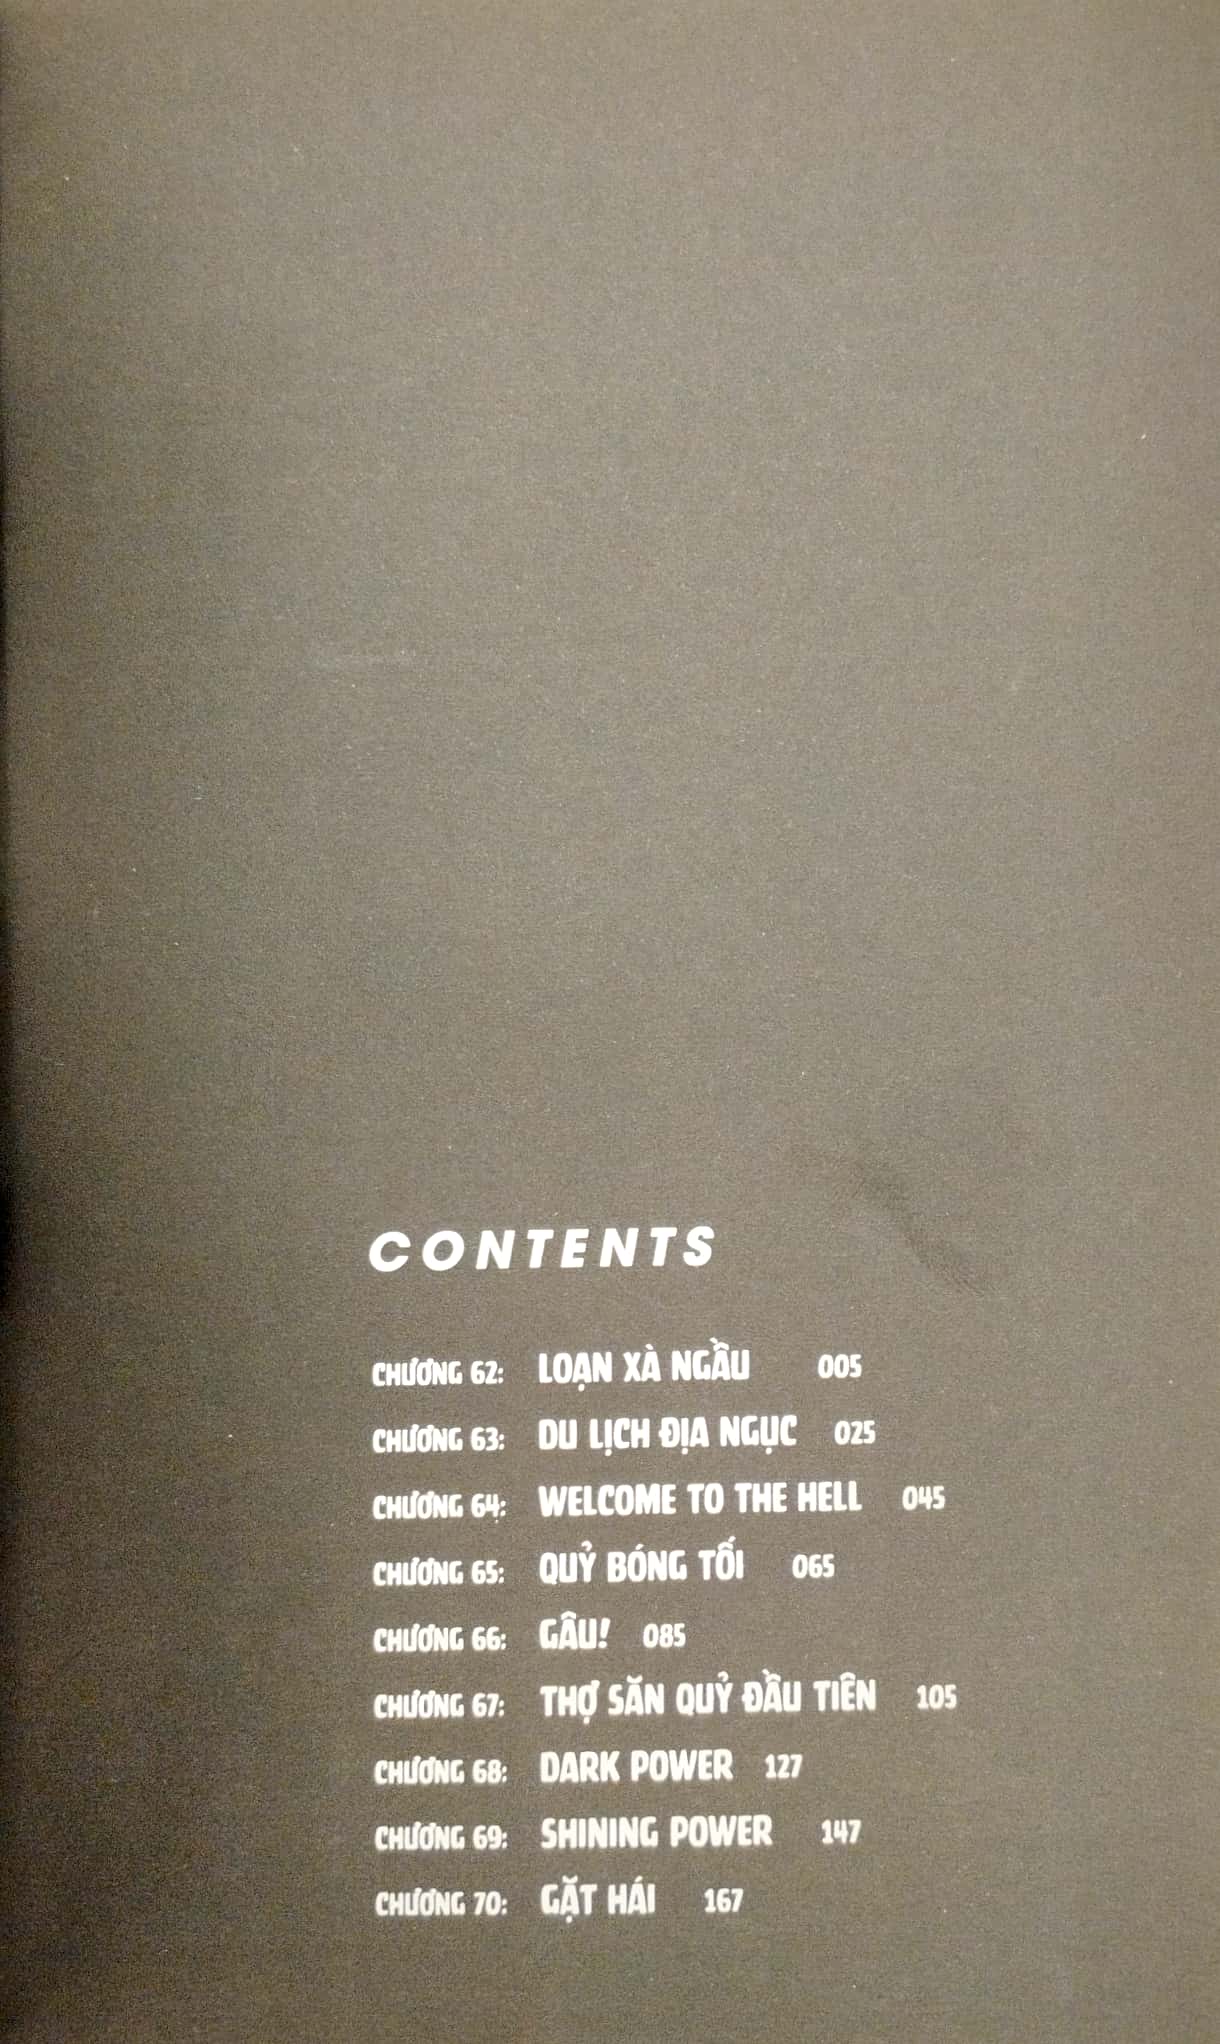 CONTENTS
CHƯƠNG 62: LOẠN XÀ NGẦU 005
CHƯƠNG 63: DU LỊCH ĐỊA NGỤC 025
CHƯƠNG 64: WELCOME TO THE HELL 045
CHƯƠNG 65: QUỶ BÓNG TỐI 065
CHƯƠNG 66: GÂU! 085
CHƯƠNG 67: THỢ SĂN QUỶ ĐẦU TIÊN 105
CHƯƠNG 68: DARK POWER 127
CHƯƠNG 69: SHINING POWER 147
CHƯƠNG 70: GẶT HÁI 167